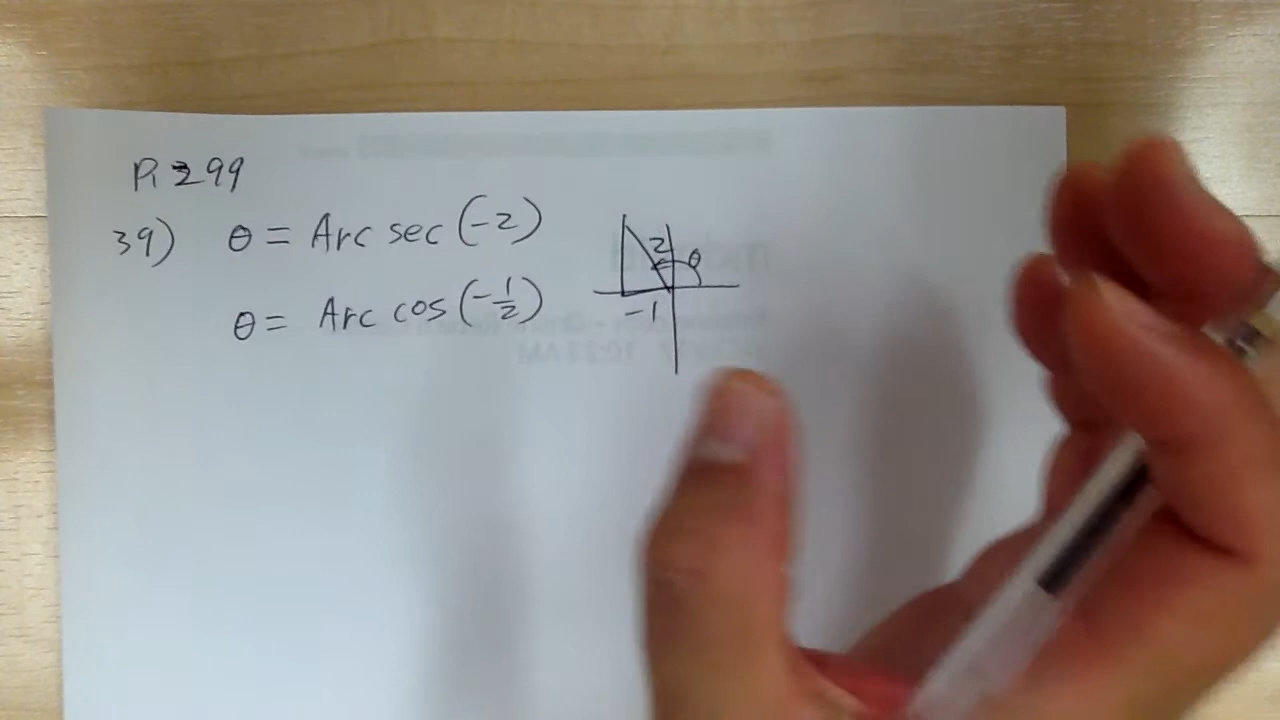 P. 299
39) θ = Arc sec (-2)
θ = Arc cos (-1/2)
2 θ
-1